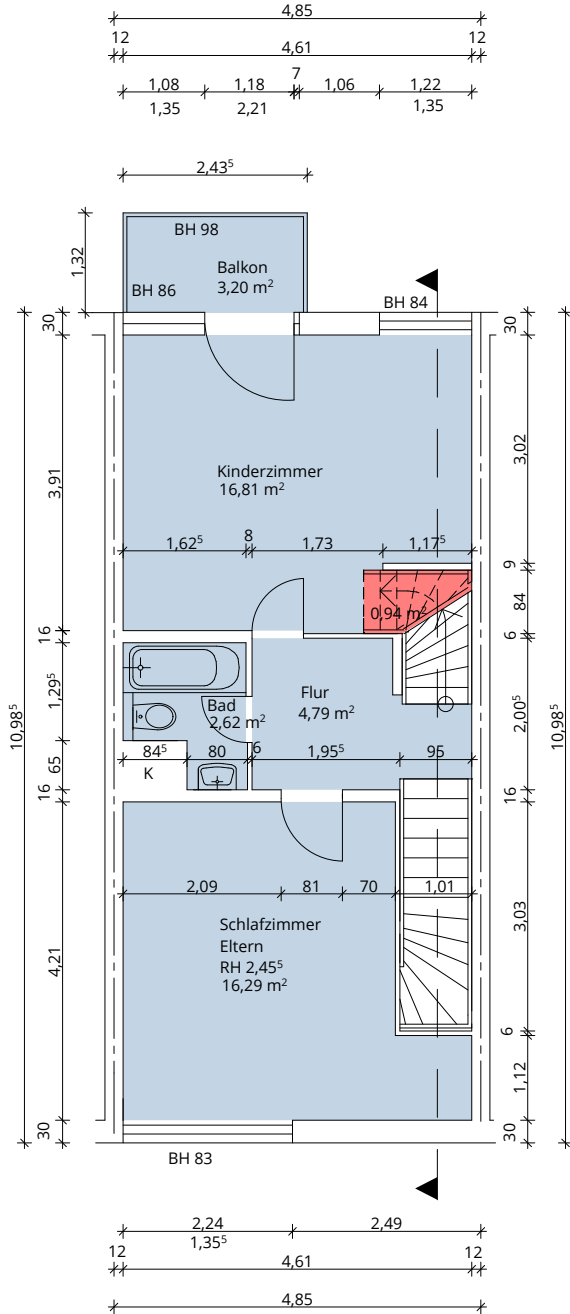 4,85
12 12
4,61
7
1,08 1,18 1,06 1,22
1,35 2,21 1,35
2,43⁵
BH 98
1,32
Balkon
3,20 m²
BH 86
BH 84
30 30
3,91
3,02
Kinderzimmer
16,81 m²
8
1,62⁵ 1,73 1,17⁵
9
84
0,94 m²
16 6
1,29⁵
Flur
4,79 m²
Bad
2,62 m²
2,00⁵
10,98⁵ 10,98⁵
6
84⁵ 80 1,95⁵ 95
65
K
16 16
2,09 81 70 1,01
3,03
4,21
Schlafzimmer
Eltern
RH 2,45⁵
16,29 m²
6
1,12
30 30
BH 83
2,24 2,49
1,35⁵
12 12
4,61
4,85